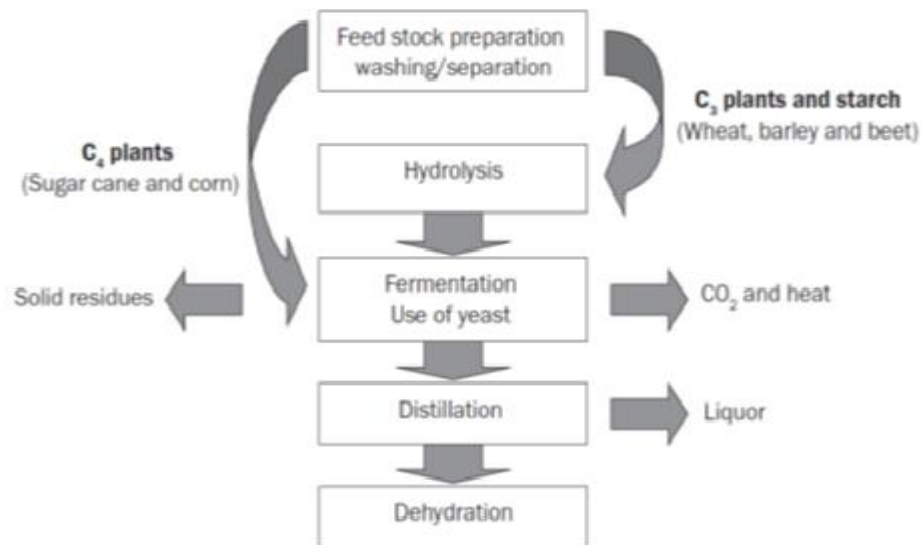 Feed stock preparation
washing/separation
C₃ plants and starch
(Wheat, barley and beet)
C₄ plants
(Sugar cane and corn)
Hydrolysis
Fermentation
Use of yeast
Solid residues
CO₂ and heat
Distillation
Liquor
Dehydration